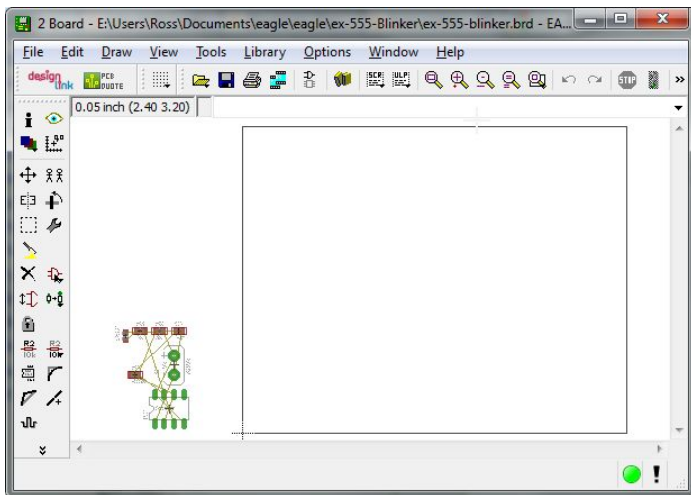 2 Board - E:\Users\Ross\Documents\eagle\eagle\ex-555-Blinker\ex-555-blinker.brd - EA...
File Edit Draw View Tools Library Options Window Help
design link PCB QUOTE SCR ULP STOP »
0.05 inch (2.40 3.20)
R2 R2
10k 10k